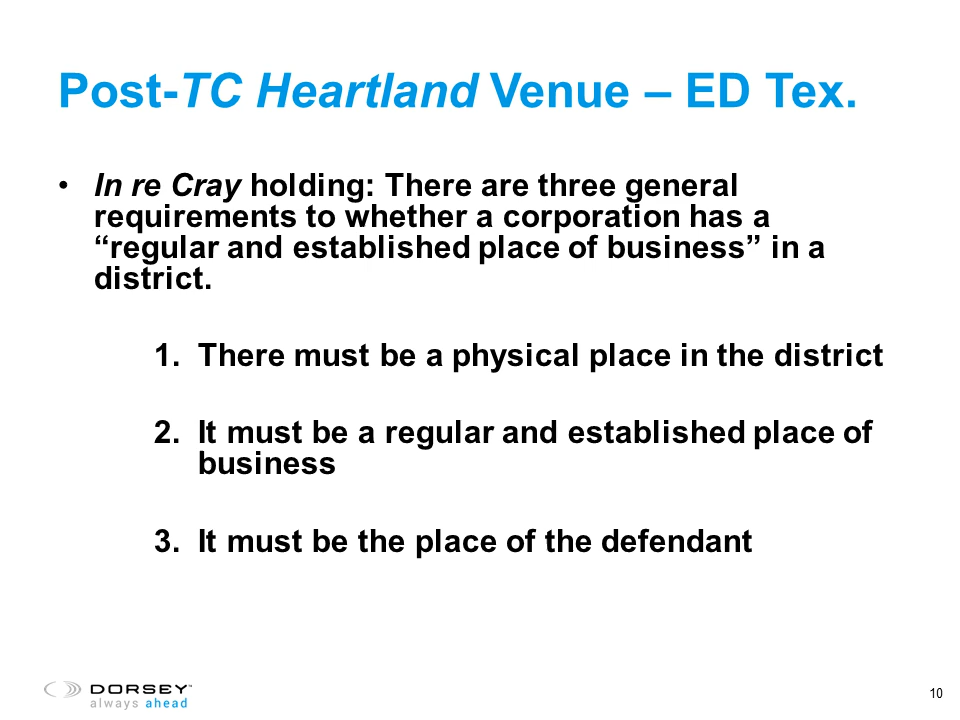 Post-TC Heartland Venue – ED Tex.
• In re Cray holding: There are three general
requirements to whether a corporation has a
“regular and established place of business” in a
district.
1. There must be a physical place in the district
2. It must be a regular and established place of
business
3. It must be the place of the defendant
DORSEY™
always ahead
10